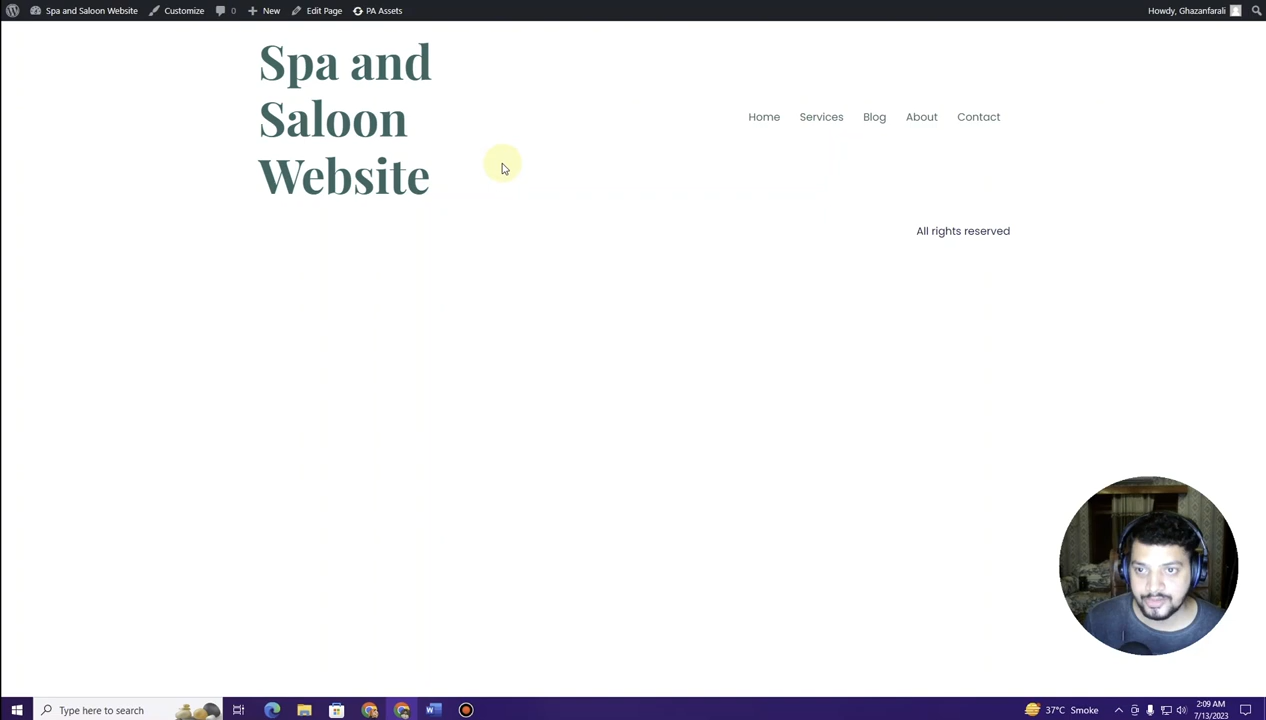 Spa and Saloon Website Customize 0 New Edit Page PA Assets Howdy, Ghazanfarali
Spa and
Saloon
Website
Home Services Blog About Contact
All rights reserved
Type here to search 37°C Smoke 2:09 AM
7/13/2023